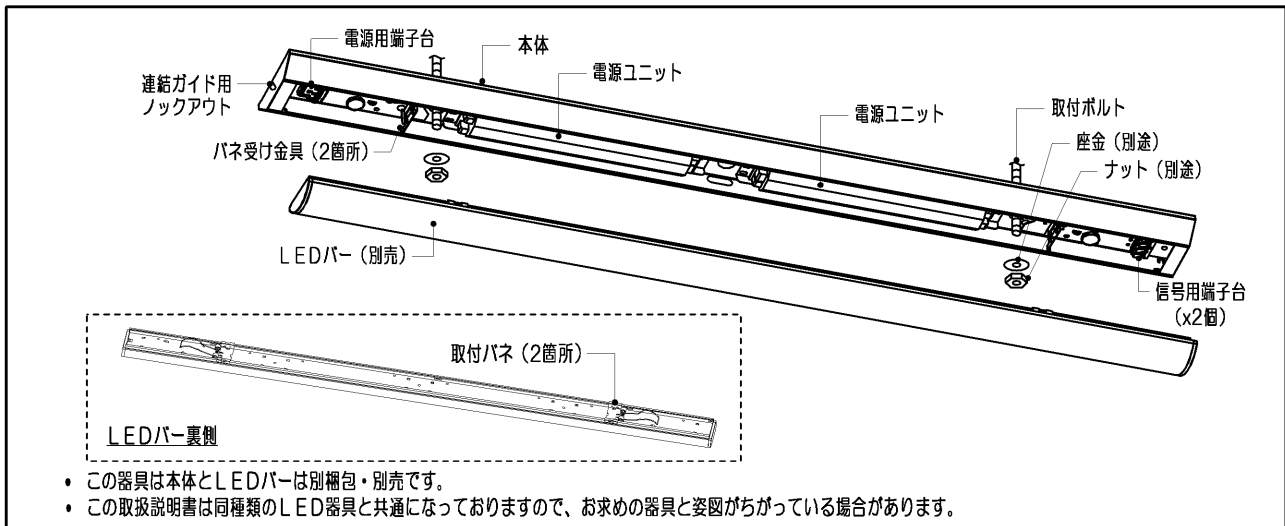 電源用端子台
本体
連結ガイド用
ノックアウト
電源ユニット
電源ユニット
取付ボルト
座金（別途）
ナット（別途）
バネ受け金具（2箇所）
LEDバー（別売）
信号用端子台
（x2個）
取付バネ（2箇所）
LEDバー裏側
• この器具は本体とLEDバーは別梱包・別売です。
• この取扱説明書は同種類のLED器具と共通になっておりますので、お求めの器具と姿図がちがっている場合があります。